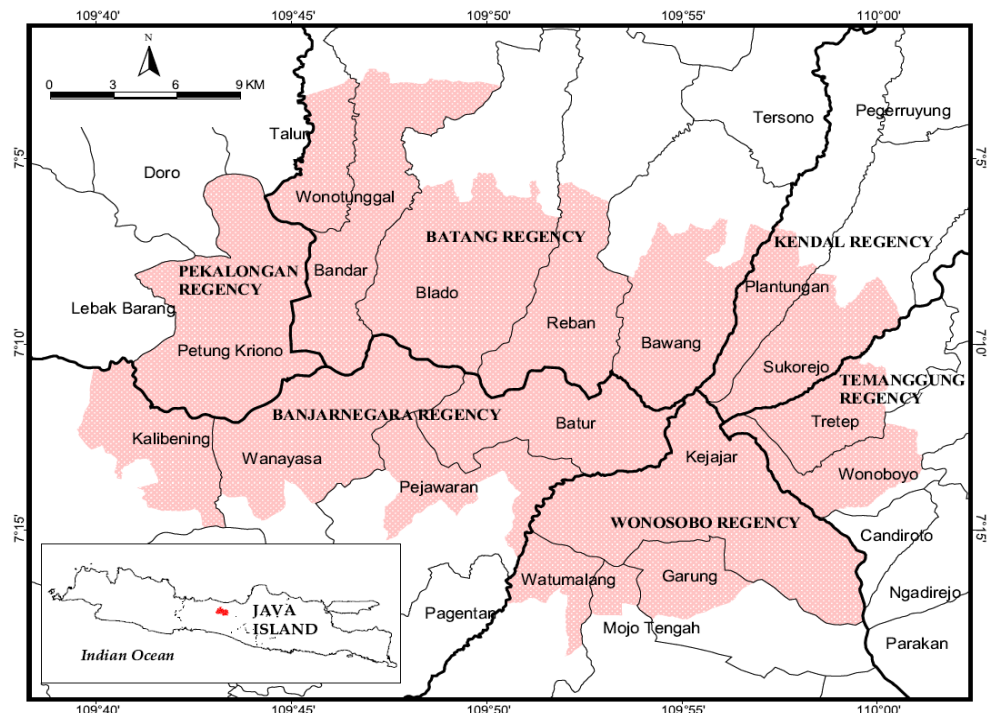 109°40'
109°45'
109°50'
109°55'
110°00'
N
0
3
6
9 KM
Talun
Tersono
Pegerruyung
7°5'
7°5'
Doro
Wonotunggal
BATANG REGENCY
KENDAL REGENCY
PEKALONGAN
REGENCY
Bandar
Blado
Plantungan
Lebak Barang
Reban
Bawang
7°10'
7°10'
Petung Kriono
Sukorejo
TEMANGGUNG
REGENCY
BANJARNEGARA REGENCY
Batur
Tretep
Kalibening
Wanayasa
Kejajar
Pejawaran
Wonoboyo
7°15'
7°15'
WONOSOBO REGENCY
Candiroto
Watumalang
Garung
Ngadirejo
Pagentan
Mojo Tengah
Parakan
JAVA
ISLAND
Indian Ocean
109°40'
109°45'
109°50'
109°55'
110°00'